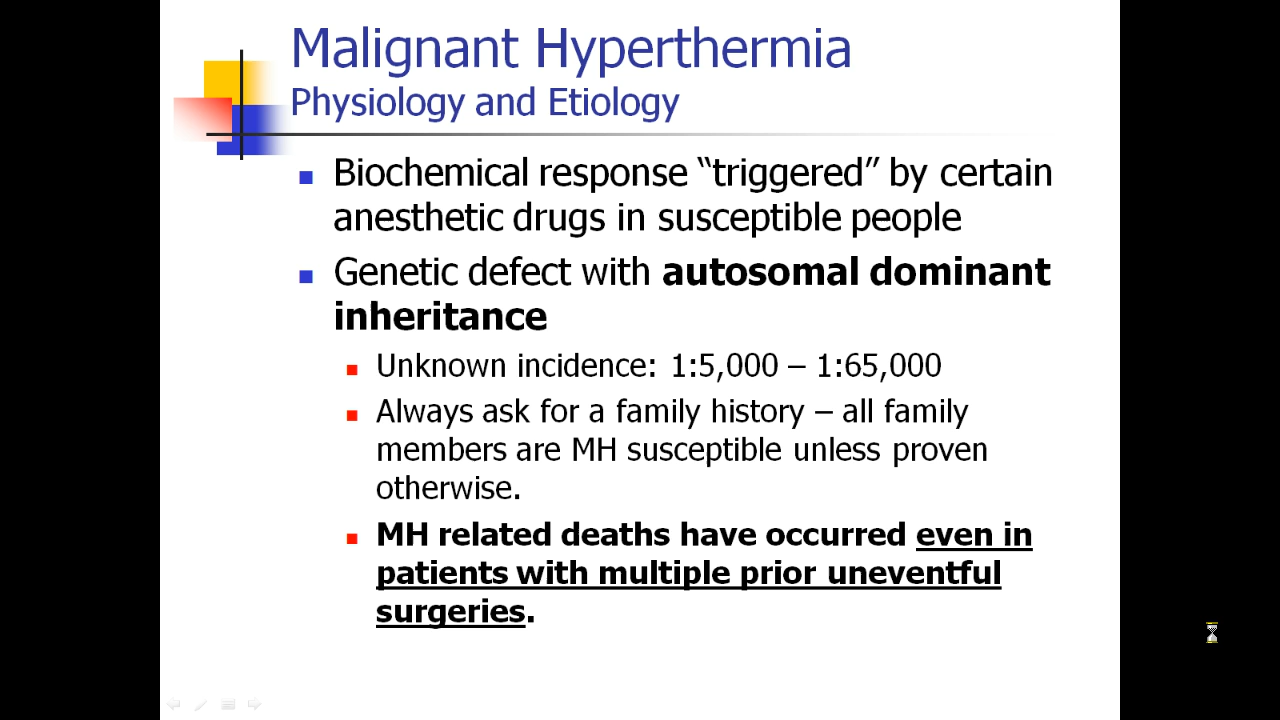 Malignant Hyperthermia
Physiology and Etiology
Biochemical response “triggered” by certain
anesthetic drugs in susceptible people
Genetic defect with autosomal dominant
inheritance
Unknown incidence: 1:5,000 – 1:65,000
Always ask for a family history – all family
members are MH susceptible unless proven
otherwise.
MH related deaths have occurred even in
patients with multiple prior uneventful
surgeries.